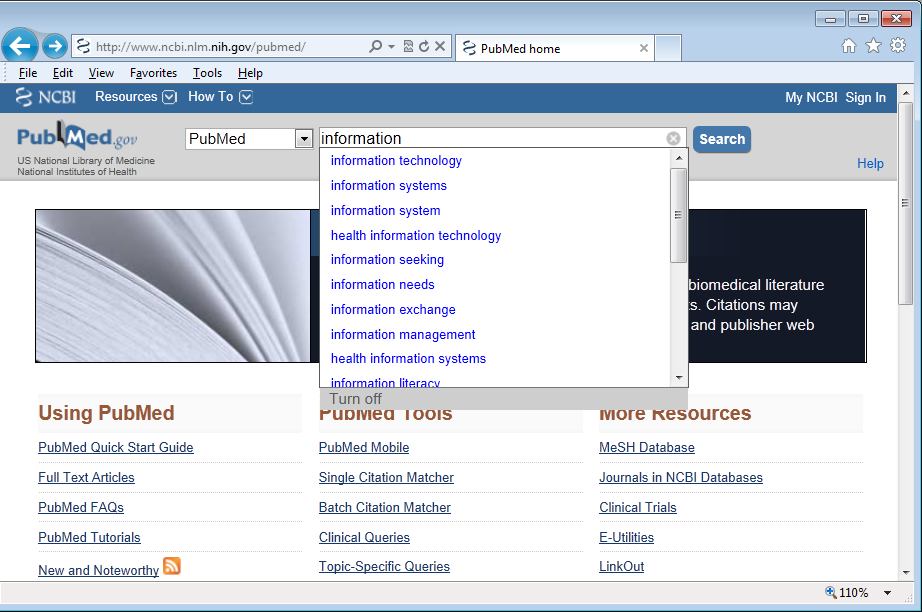 http://www.ncbi.nlm.nih.gov/pubmed/
PubMed home
File Edit View Favorites Tools Help
NCBI Resources How To My NCBI Sign In
PubMed.gov
US National Library of Medicine
National Institutes of Health
PubMed
information
Search
Help
information technology
information systems
information system
health information technology
information seeking
information needs
information exchange
information management
health information systems
information literacy
Turn off
biomedical literature
s. Citations may
and publisher web
Using PubMed
PubMed Quick Start Guide
Full Text Articles
PubMed FAQs
PubMed Tutorials
New and Noteworthy
PubMed Tools
PubMed Mobile
Single Citation Matcher
Batch Citation Matcher
Clinical Queries
Topic-Specific Queries
More Resources
MeSH Database
Journals in NCBI Databases
Clinical Trials
E-Utilities
LinkOut
110%